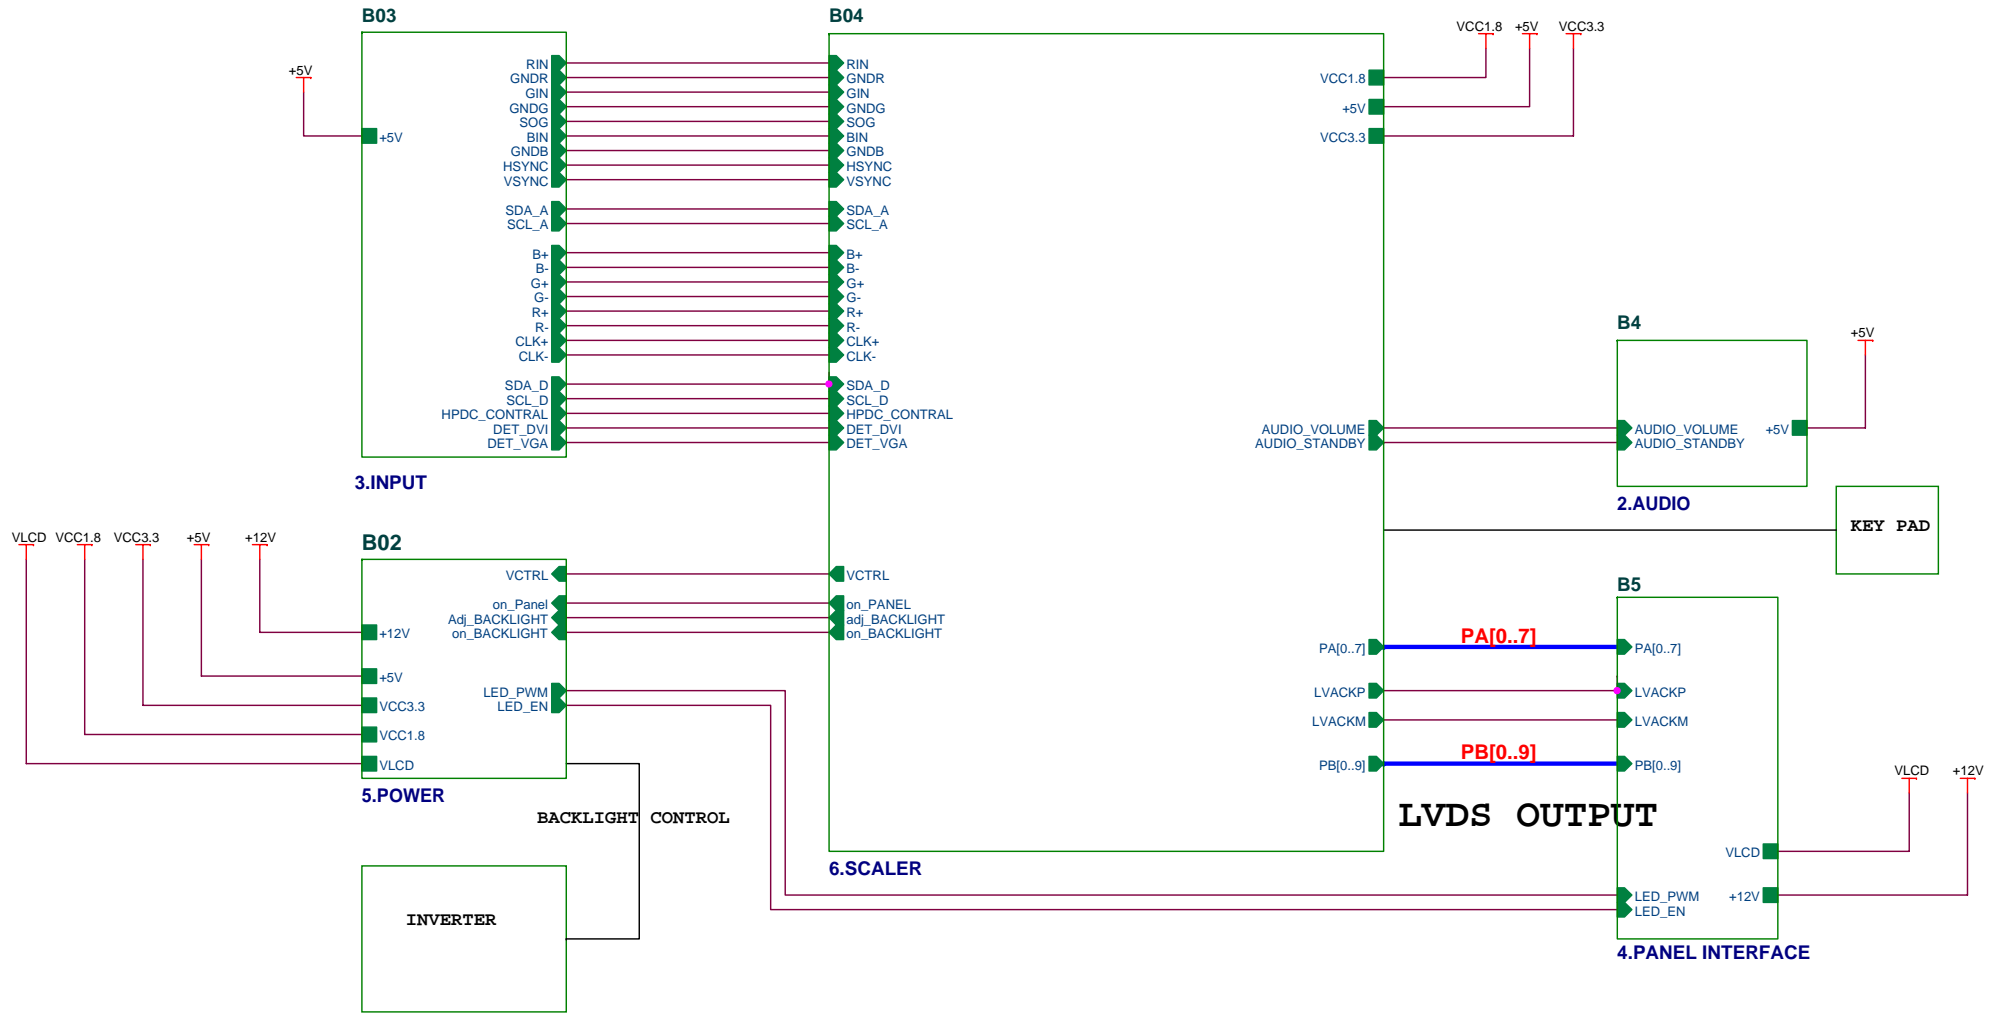 B03
+5V
+5V
RIN
GNDR
GIN
GNDG
SOG
BIN
GNDB
HSYNC
VSYNC
SDA_A
SCL_A
B+
B-
G+
G-
R+
R-
CLK+
CLK-
SDA_D
SCL_D
HPDC_CONTRAL
DET_DVI
DET_VGA
3.INPUT
B04
RIN
GNDR
GIN
GNDG
SOG
BIN
GNDB
HSYNC
VSYNC
SDA_A
SCL_A
B+
B-
G+
G-
R+
R-
CLK+
CLK-
SDA_D
SCL_D
HPDC_CONTRAL
DET_DVI
DET_VGA
VCTRL
on_PANEL
adj_BACKLIGHT
on_BACKLIGHT
VCC1.8 +5V VCC3.3
VCC1.8
+5V
VCC3.3
AUDIO_VOLUME
AUDIO_STANDBY
PA[0..7]
LVACKP
LVACKM
PB[0..9]
6.SCALER
B4
+5V
AUDIO_VOLUME
AUDIO_STANDBY
+5V
2.AUDIO
KEY PAD
VLCD VCC1.8 VCC3.3 +5V +12V
B02
+12V
+5V
VCC3.3
VCC1.8
VLCD
VCTRL
on_Panel
Adj_BACKLIGHT
on_BACKLIGHT
LED_PWM
LED_EN
5.POWER
BACKLIGHT CONTROL
INVERTER
PA[0..7]
PB[0..9]
LVDS OUTPUT
B5
PA[0..7]
LVACKP
LVACKM
PB[0..9]
VLCD +12V
VLCD
+12V
LED_PWM
LED_EN
4.PANEL INTERFACE